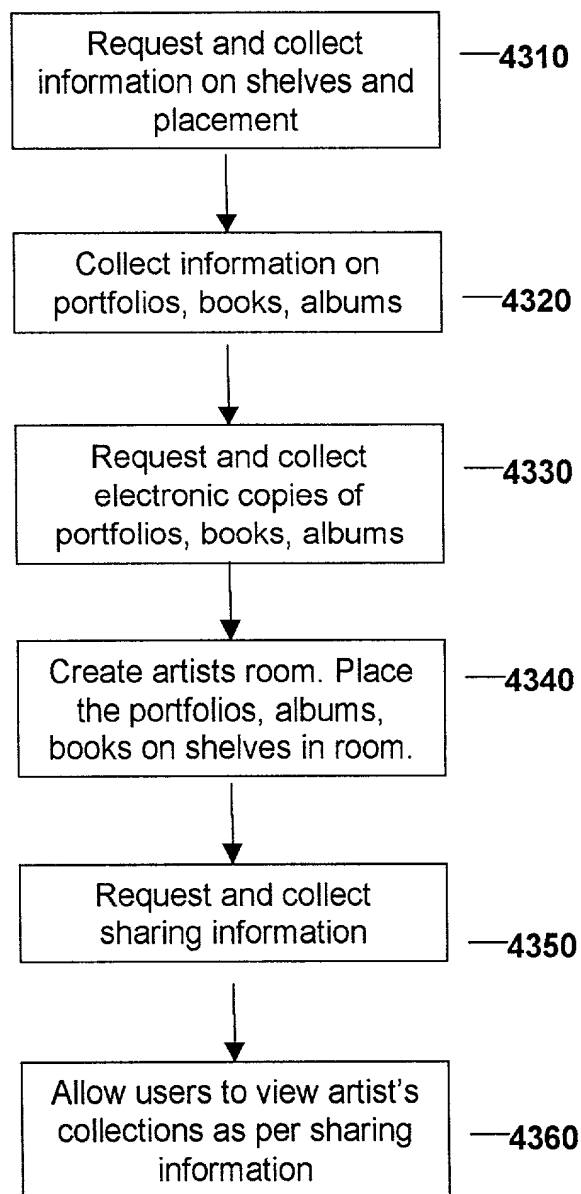 Request and collect
information on shelves and
placement
4310
Collect information on
portfolios, books, albums
4320
Request and collect
electronic copies of
portfolios, books, albums
4330
Create artists room. Place
the portfolios, albums,
books on shelves in room.
4340
Request and collect
sharing information
4350
Allow users to view artist's
collections as per sharing
information
4360